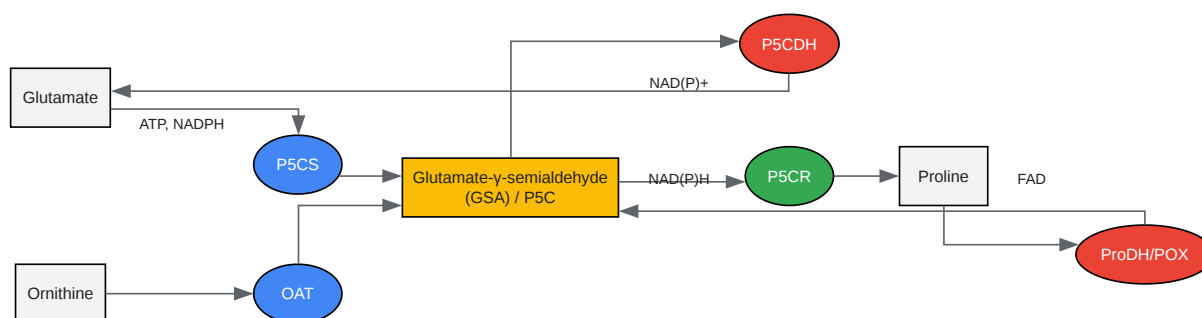 P5CDH
NAD(P)+
Glutamate
ATP, NADPH
P5CS
Glutamate-γ-semialdehyde
(GSA) / P5C
NAD(P)H
P5CR
Proline
FAD
ProDH/POX
Ornithine
OAT